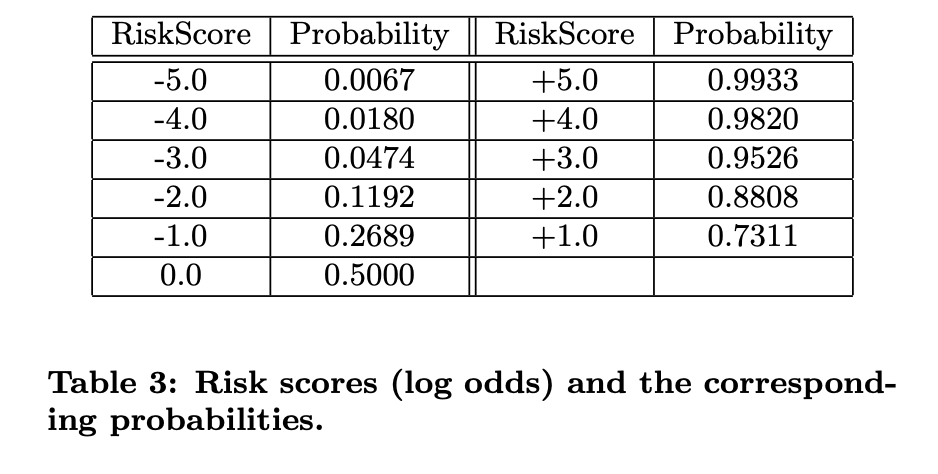 RiskScore Probability RiskScore Probability
-5.0 0.0067 +5.0 0.9933
-4.0 0.0180 +4.0 0.9820
-3.0 0.0474 +3.0 0.9526
-2.0 0.1192 +2.0 0.8808
-1.0 0.2689 +1.0 0.7311
0.0 0.5000
Table 3: Risk scores (log odds) and the correspond-
ing probabilities.